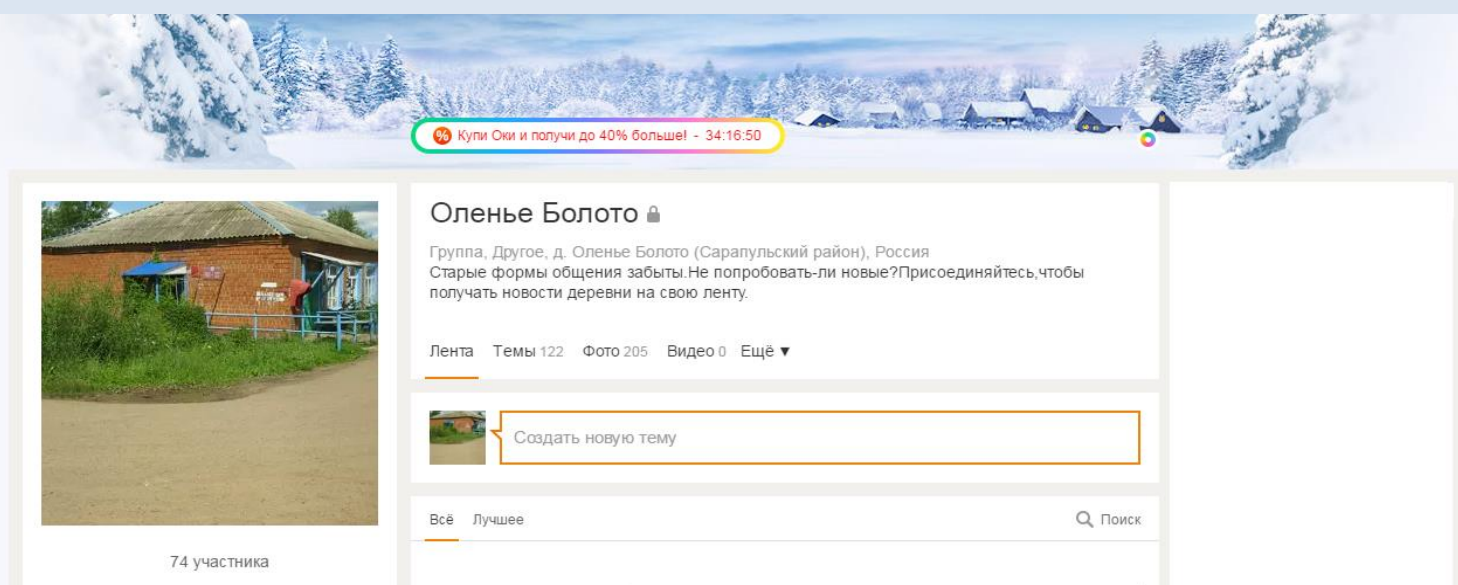 Купи Оки и получи до 40% больше! - 34:16:50
Оленье Болото
Группа, Другое, д. Оленье Болото (Сарапульский район), Россия
Старые формы общения забыты.Не попробовать-ли новые?Присоединяйтесь,чтобы
получать новости деревни на свою ленту.
Лента Темы 122 Фото 205 Видео 0 Ещё ▼
Создать новую тему
Всё Лучшее Поиск
74 участника